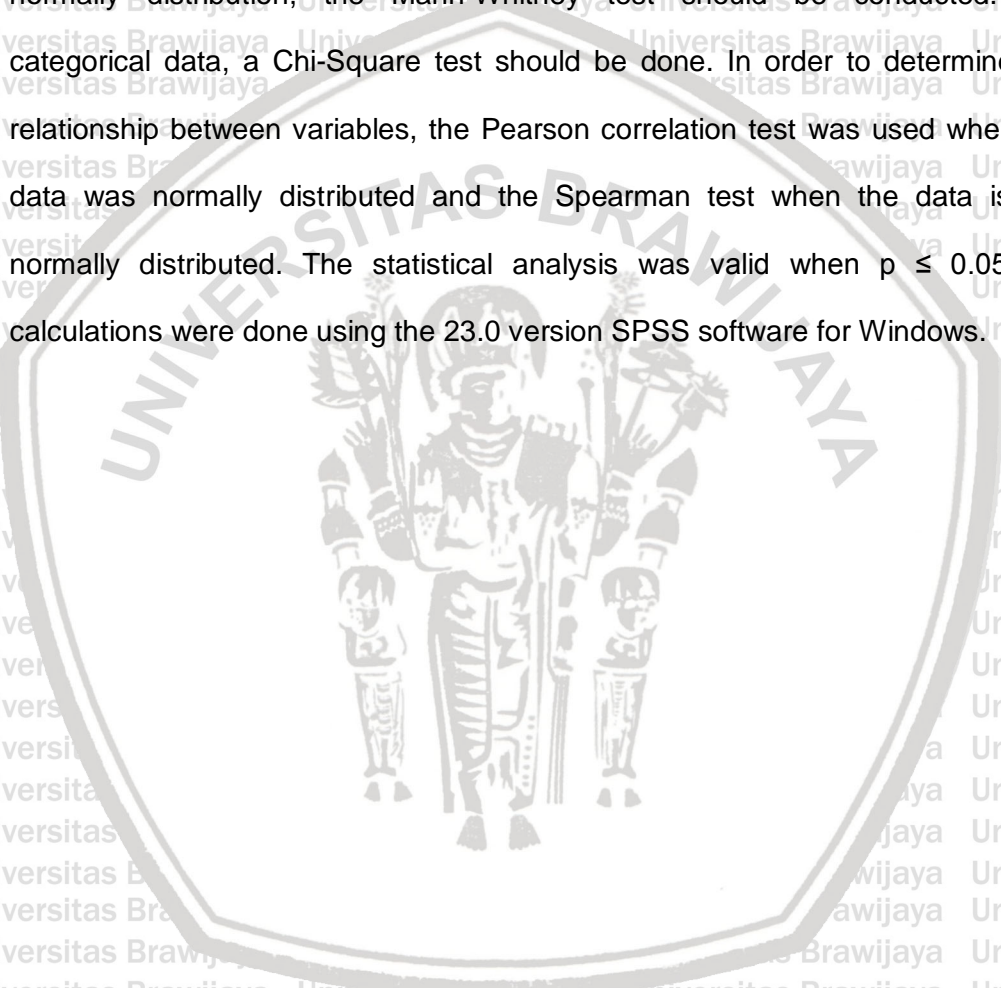 normally distribution, the Mann-Whitney test should be conducted.
categorical data, a Chi-Square test should be done. In order to determine
relationship between variables, the Pearson correlation test was used whe
data was normally distributed and the Spearman test when the data is
normally distributed. The statistical analysis was valid when p ≤ 0.05
calculations were done using the 23.0 version SPSS software for Windows.
UNIVERSITAS BRAWIJAYA